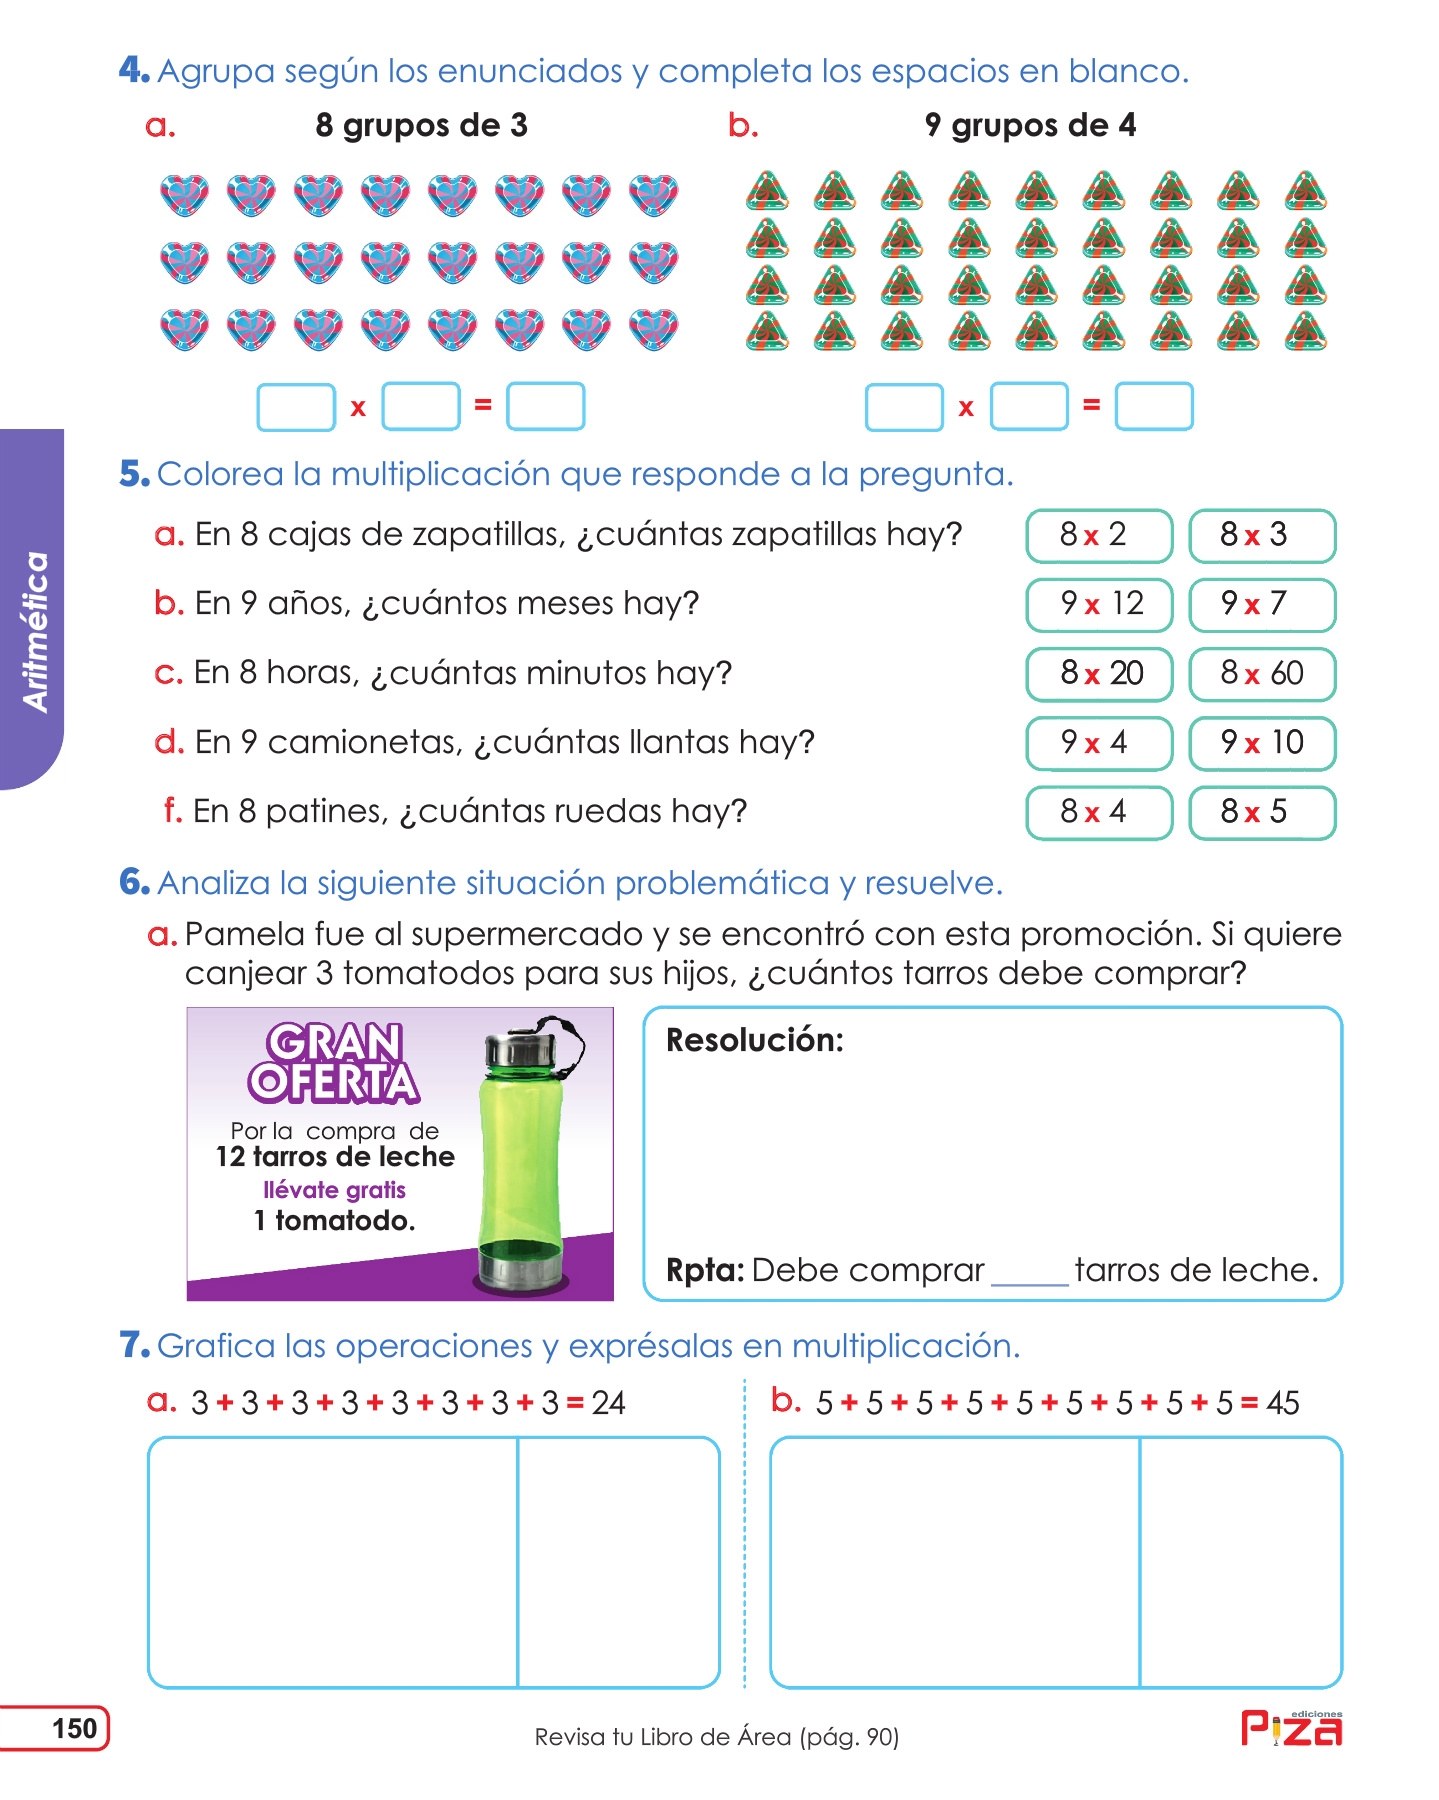 4. Agrupa según los enunciados y completa los espacios en blanco.
a. 8 grupos de 3
b. 9 grupos de 4
x =
x =
5. Colorea la multiplicación que responde a la pregunta.
a. En 8 cajas de zapatillas, ¿cuántas zapatillas hay? 8 x 2 8 x 3
b. En 9 años, ¿cuántos meses hay? 9 x 12 9 x 7
c. En 8 horas, ¿cuántas minutos hay? 8 x 20 8 x 60
d. En 9 camionetas, ¿cuántas llantas hay? 9 x 4 9 x 10
f. En 8 patines, ¿cuántas ruedas hay? 8 x 4 8 x 5
Aritmética
6. Analiza la siguiente situación problemática y resuelve.
a. Pamela fue al supermercado y se encontró con esta promoción. Si quiere
canjear 3 tomatodos para sus hijos, ¿cuántos tarros debe comprar?
GRAN
OFERTA
Por la compra de
12 tarros de leche
llévate gratis
1 tomatodo.
Resolución:
Rpta: Debe comprar _____ tarros de leche.
7. Grafica las operaciones y exprésalas en multiplicación.
a. 3 + 3 + 3 + 3 + 3 + 3 + 3 + 3 = 24
b. 5 + 5 + 5 + 5 + 5 + 5 + 5 + 5 + 5 = 45
150
Revisa tu Libro de Área (pág. 90)
ediciones
Piza